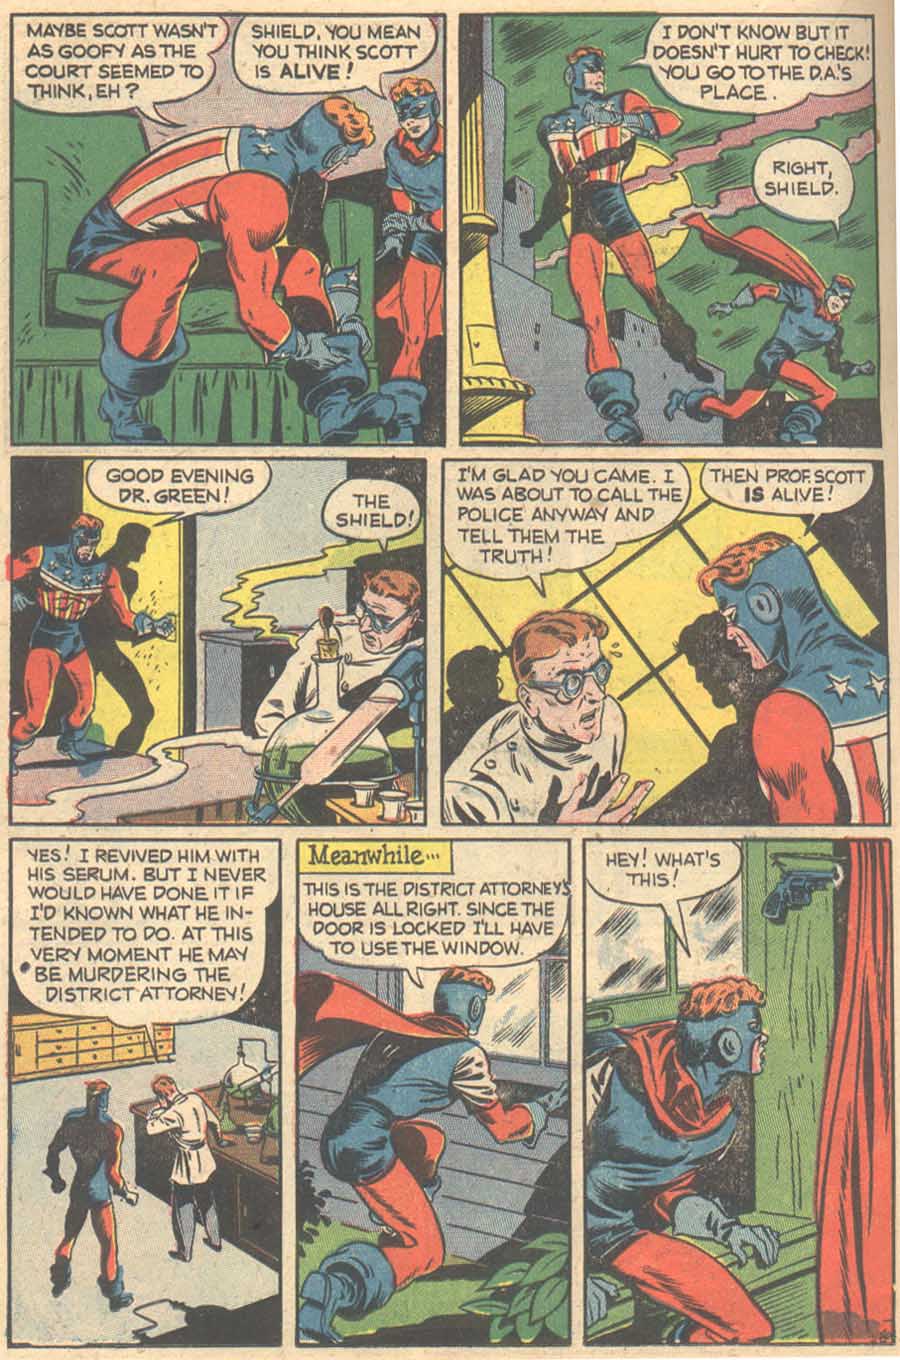 MAYBE SCOTT WASN'T
AS GOOFY AS THE
COURT SEEMED TO
THINK, EH?
SHIELD, YOU MEAN
YOU THINK SCOTT
IS ALIVE!
I DON'T KNOW BUT IT
DOESN'T HURT TO CHECK!
YOU GO TO THE D.A.'S
PLACE.
RIGHT,
SHIELD.
GOOD EVENING
DR. GREEN!
THE
SHIELD!
I'M GLAD YOU CAME. I
WAS ABOUT TO CALL THE
POLICE ANYWAY AND
TELL THEM THE
TRUTH!
THEN PROF. SCOTT
IS ALIVE!
YES! I REVIVED HIM WITH
HIS SERUM. BUT I NEVER
WOULD HAVE DONE IT IF
I'D KNOWN WHAT HE IN-
TENDED TO DO. AT THIS
VERY MOMENT HE MAY
BE MURDERING THE
DISTRICT ATTORNEY!
Meanwhile...
THIS IS THE DISTRICT ATTORNEY'S
HOUSE ALL RIGHT. SINCE THE
DOOR IS LOCKED I'LL HAVE
TO USE THE WINDOW.
HEY! WHAT'S
THIS!